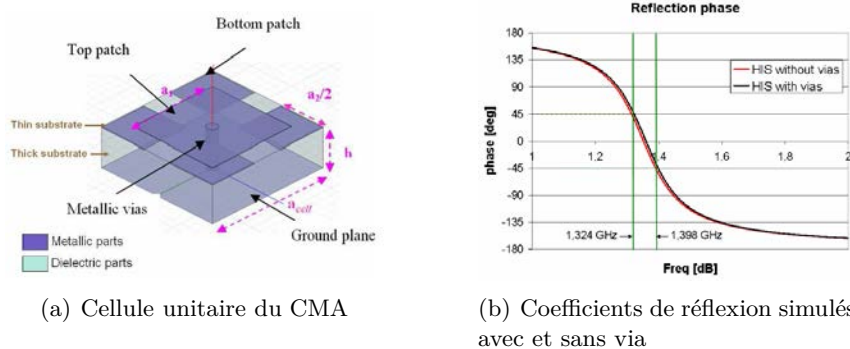 Bottom patch
Top patch
a₁
a₂/2
Thin substrate
Thick substrate
h
Metallic vias
a_cell
Ground plane
Metallic parts
Dielectric parts
(a) Cellule unitaire du CMA
Reflection phase
180
135
90
45
0
-45
-90
-135
-180
phase [deg]
1
1.2
1.4
1.6
1.8
2
HIS without vias
HIS with vias
1,324 GHz
1,398 GHz
Freq [dB]
(b) Coefficients de réflexion simulés
avec et sans via